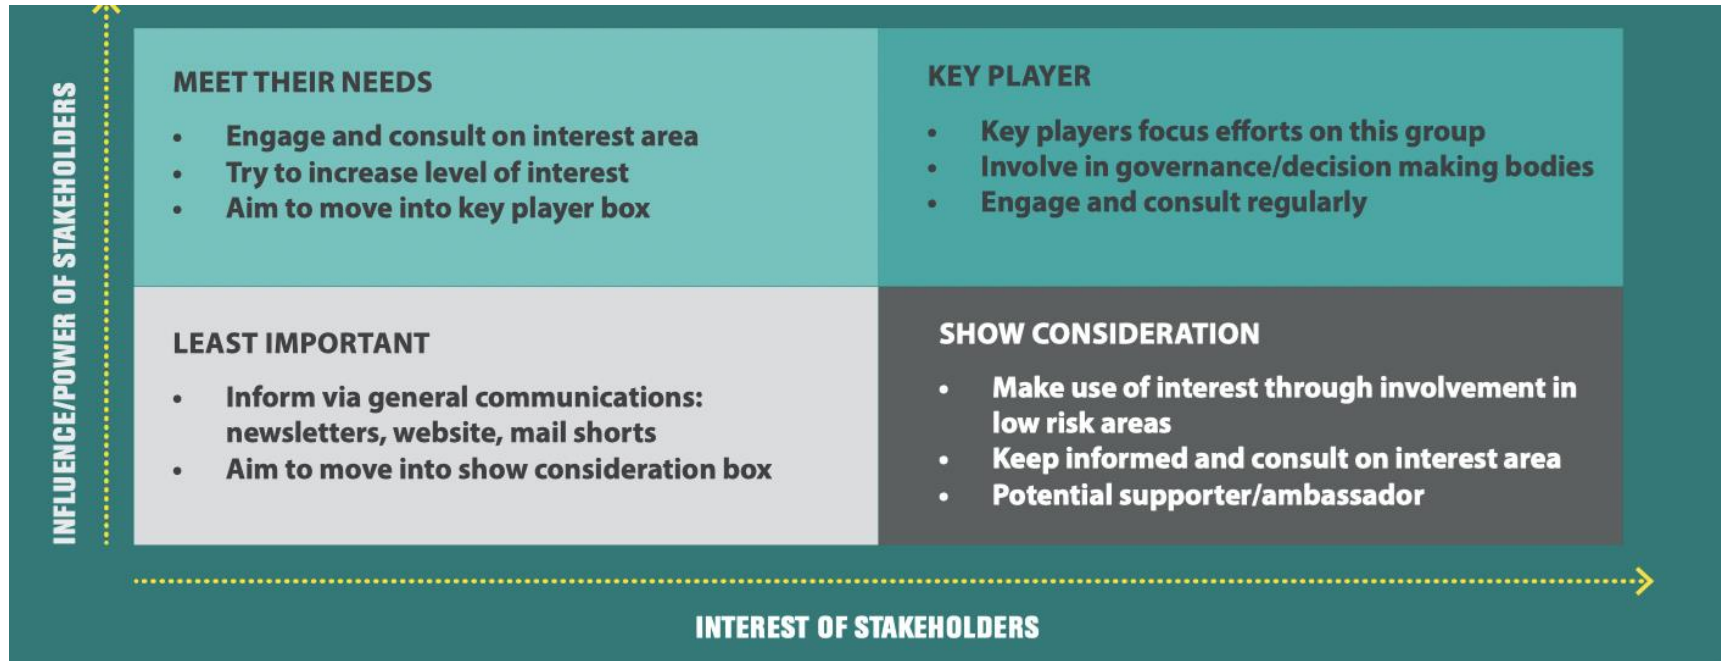 INFLUENCE/POWER OF STAKEHOLDERS
MEET THEIR NEEDS
• Engage and consult on interest area
• Try to increase level of interest
• Aim to move into key player box
KEY PLAYER
• Key players focus efforts on this group
• Involve in governance/decision making bodies
• Engage and consult regularly
LEAST IMPORTANT
• Inform via general communications:
newsletters, website, mail shorts
• Aim to move into show consideration box
SHOW CONSIDERATION
• Make use of interest through involvement in
low risk areas
• Keep informed and consult on interest area
• Potential supporter/ambassador
INTEREST OF STAKEHOLDERS